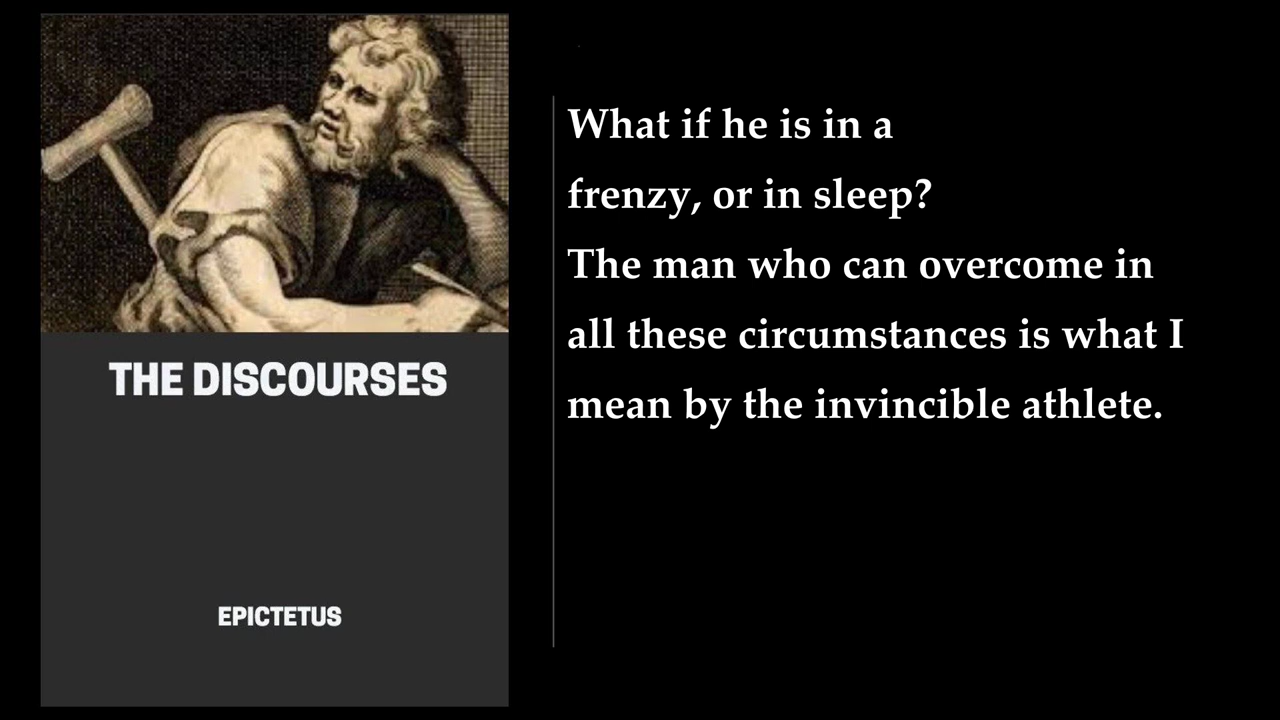 THE DISCOURSES
EPICTETUS
What if he is in a
frenzy, or in sleep?
The man who can overcome in
all these circumstances is what I
mean by the invincible athlete.